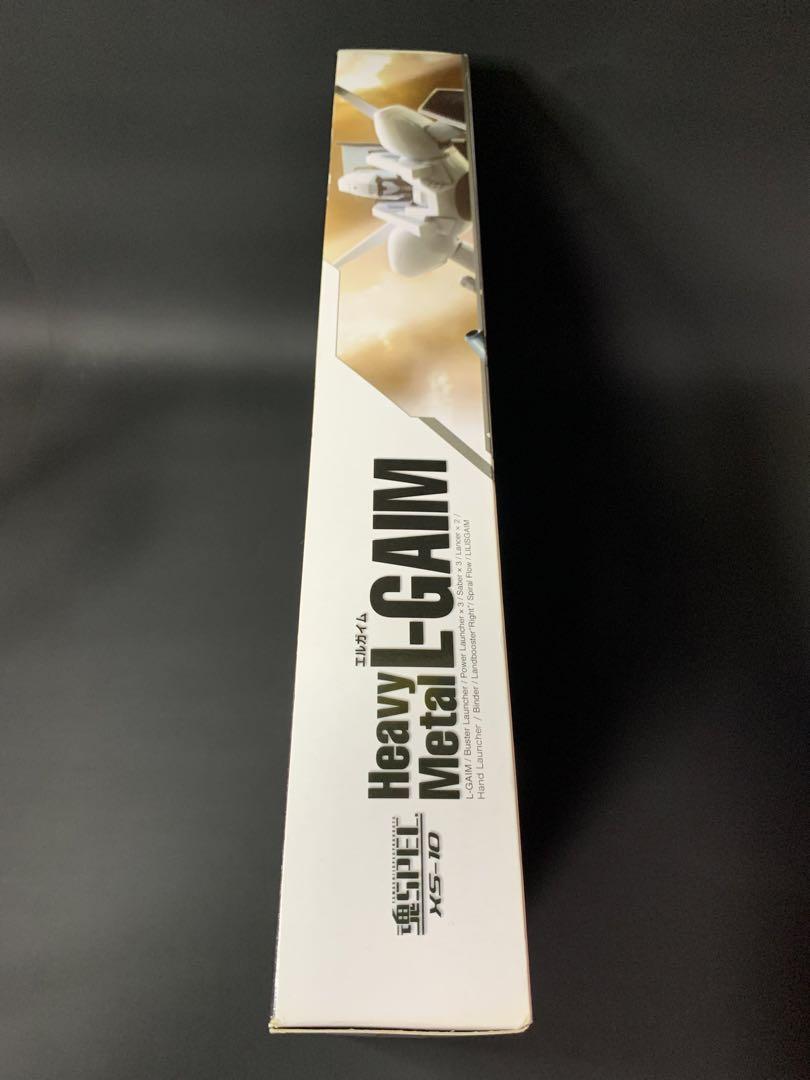 魂SPEC
XS-10
エルガイム
Heavy
Metal L-GAIM
L-GAIM / Buster Launcher / Power Launcher × 3 / Saber × 3 / Lancer × 2 /
Hand Launcher / Binder / Landbooster"Right" / Spiral Flow / LILISGAIM